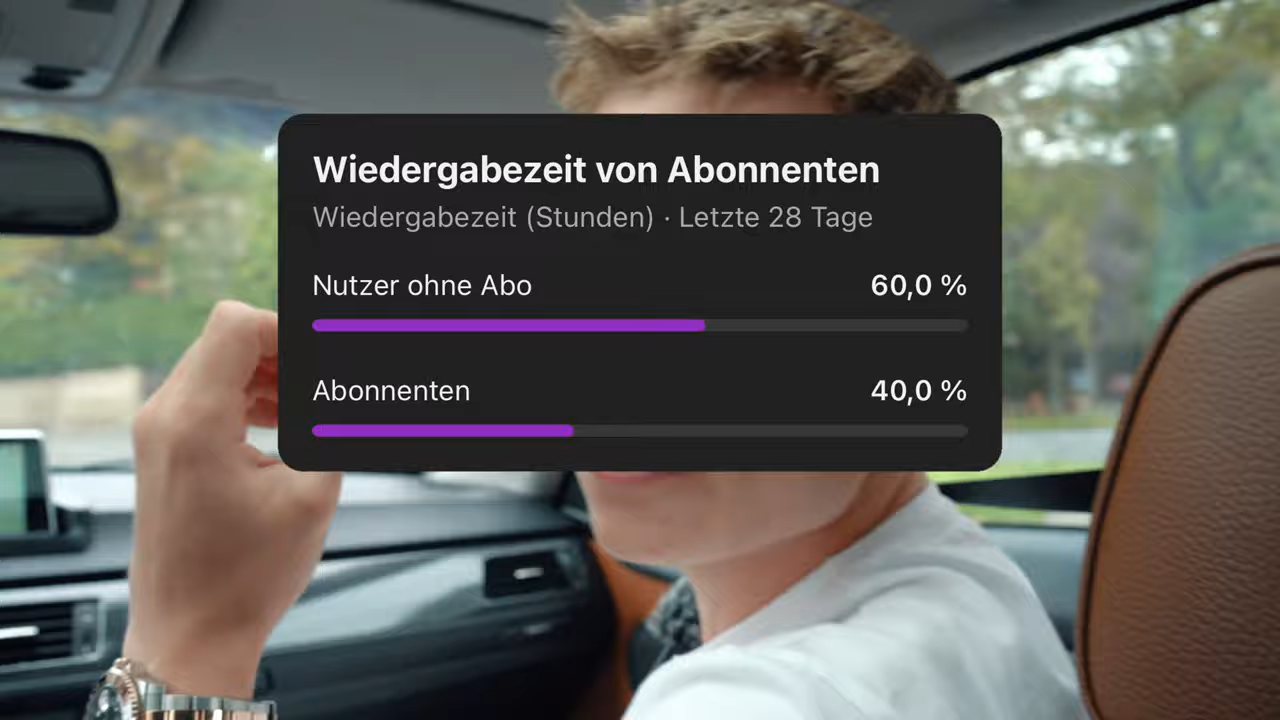 Wiedergabezeit von Abonnenten
Wiedergabezeit (Stunden) · Letzte 28 Tage
Nutzer ohne Abo 60,0 %
Abonnenten 40,0 %